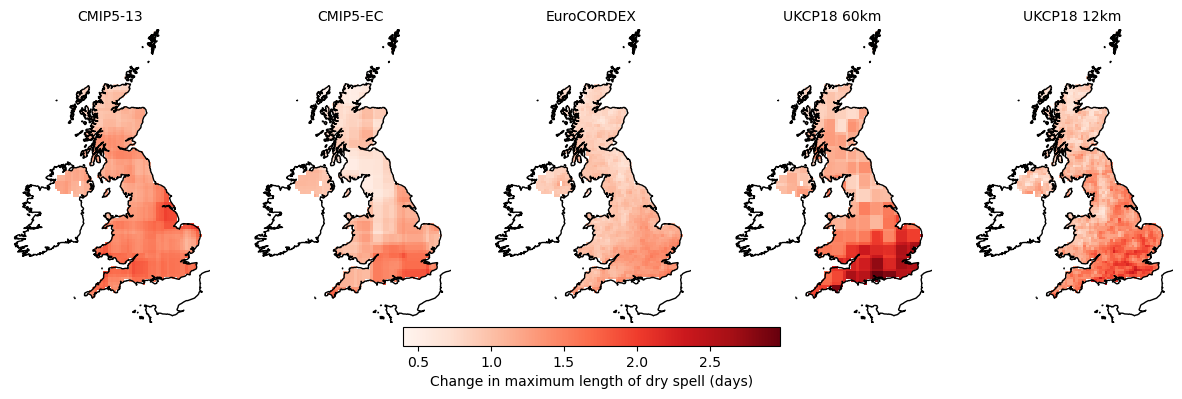 CMIP5-13 CMIP5-EC EuroCORDEX UKCP18 60km UKCP18 12km
0.5 1.0 1.5 2.0 2.5
Change in maximum length of dry spell (days)